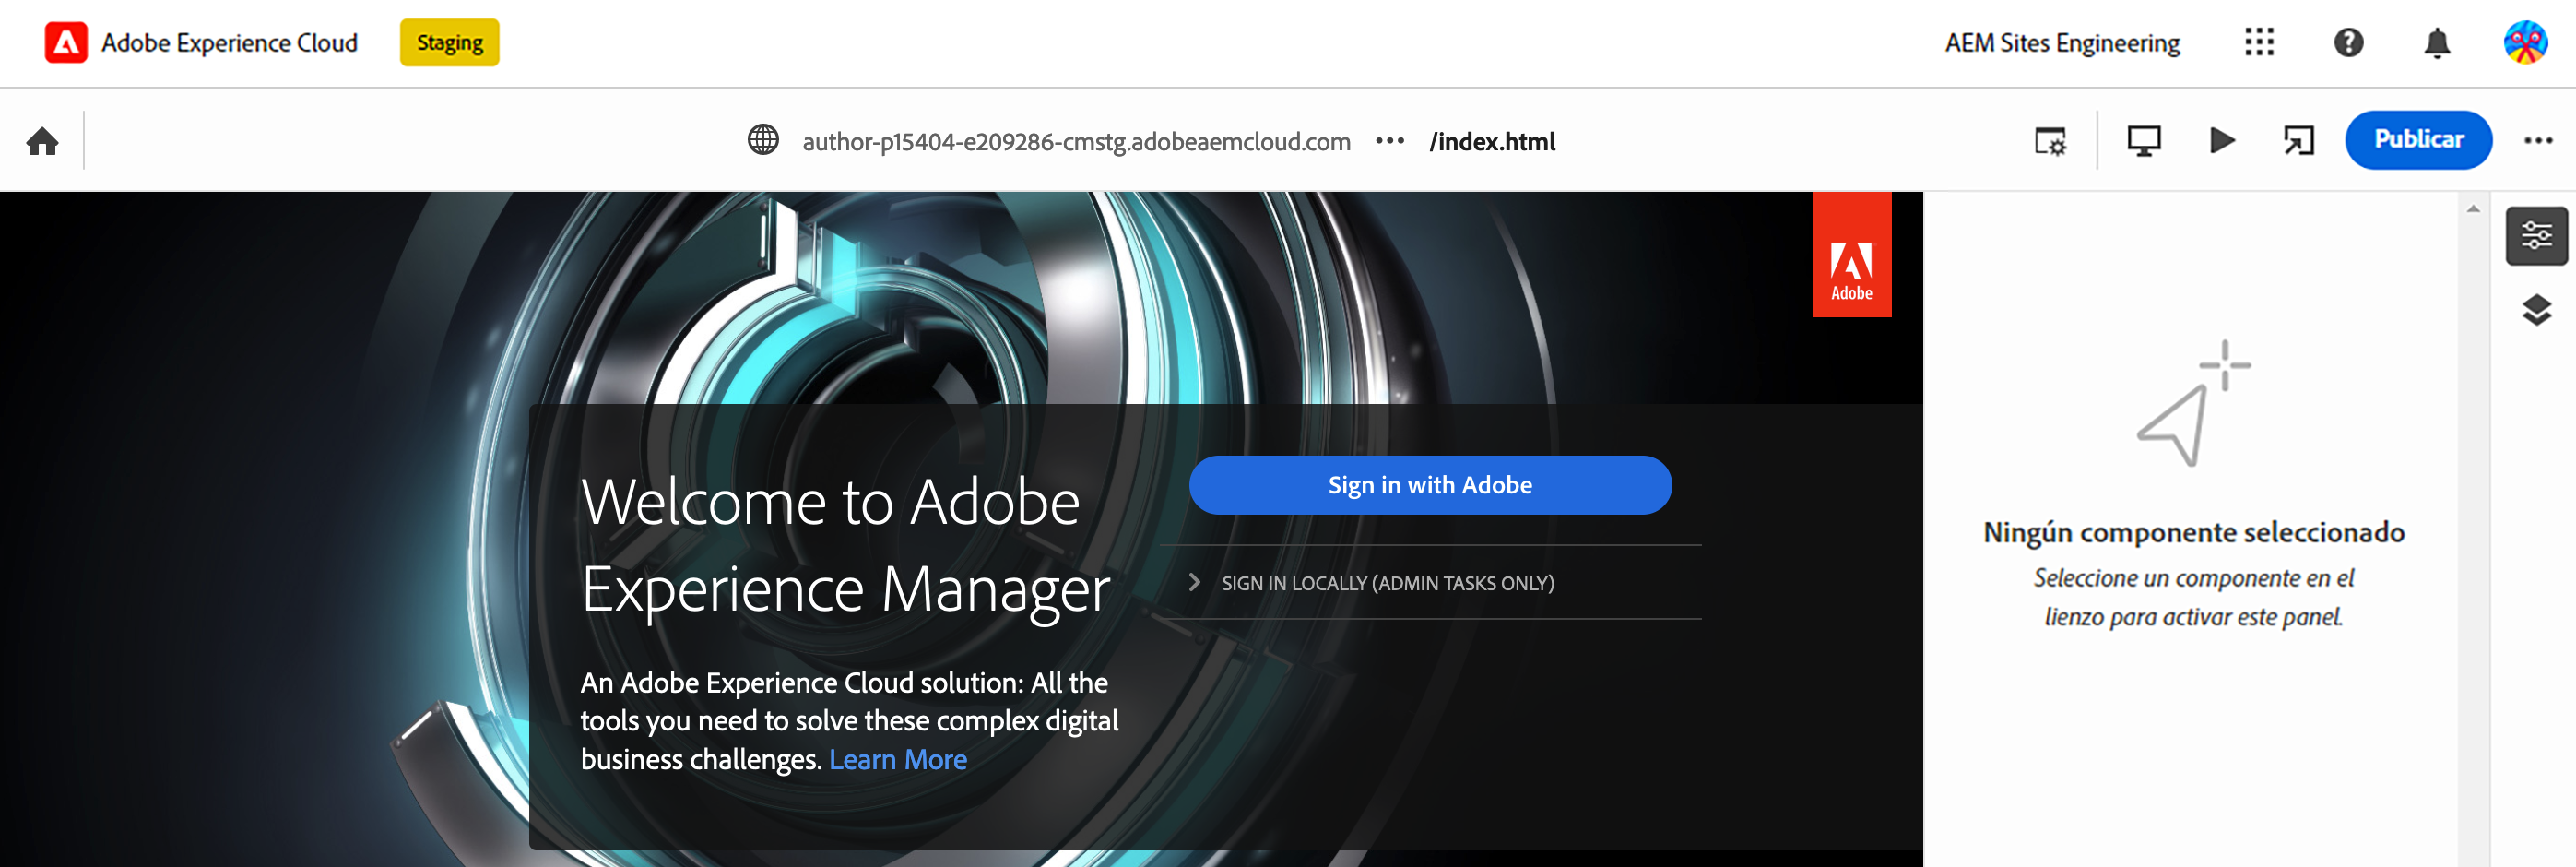 Adobe Experience Cloud
Staging
AEM Sites Engineering
author-p15404-e209286-cmstg.adobeaemcloud.com ••• /index.html
Publicar
Adobe
Welcome to Adobe
Experience Manager
An Adobe Experience Cloud solution: All the
tools you need to solve these complex digital
business challenges. Learn More
Sign in with Adobe
SIGN IN LOCALLY (ADMIN TASKS ONLY)
Ningún componente seleccionado
Seleccione un componente en el
lienzo para activar este panel.